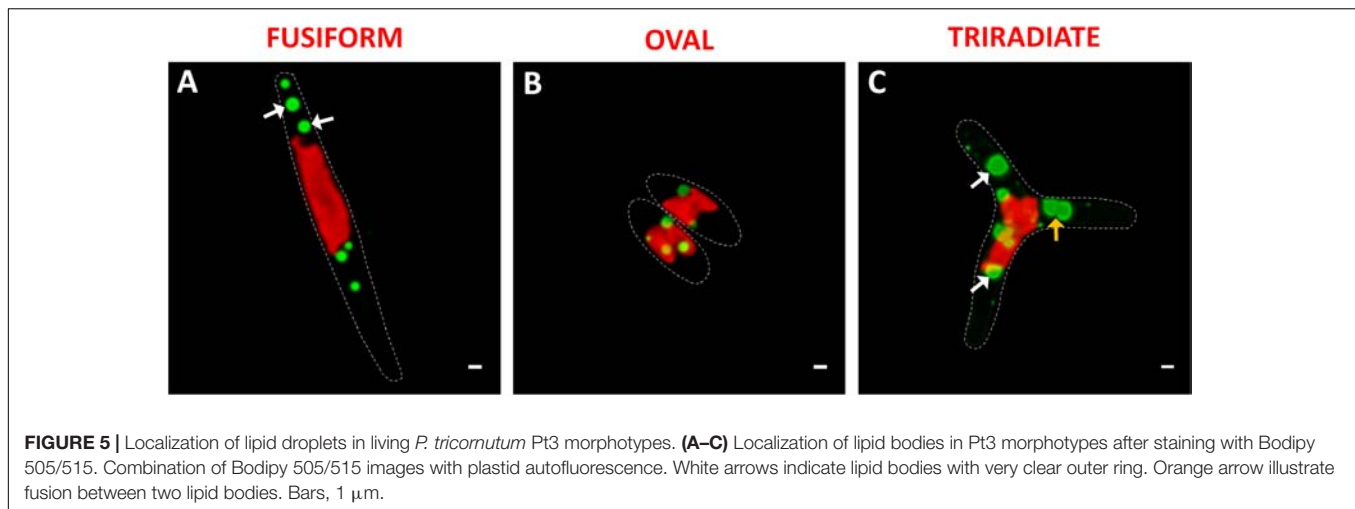 FUSIFORM
OVAL
TRIRADIATE
A
B
C
FIGURE 5 | Localization of lipid droplets in living P. tricornutum Pt3 morphotypes. (A–C) Localization of lipid bodies in Pt3 morphotypes after staining with Bodipy
505/515. Combination of Bodipy 505/515 images with plastid autofluorescence. White arrows indicate lipid bodies with very clear outer ring. Orange arrow illustrate
fusion between two lipid bodies. Bars, 1 μm.